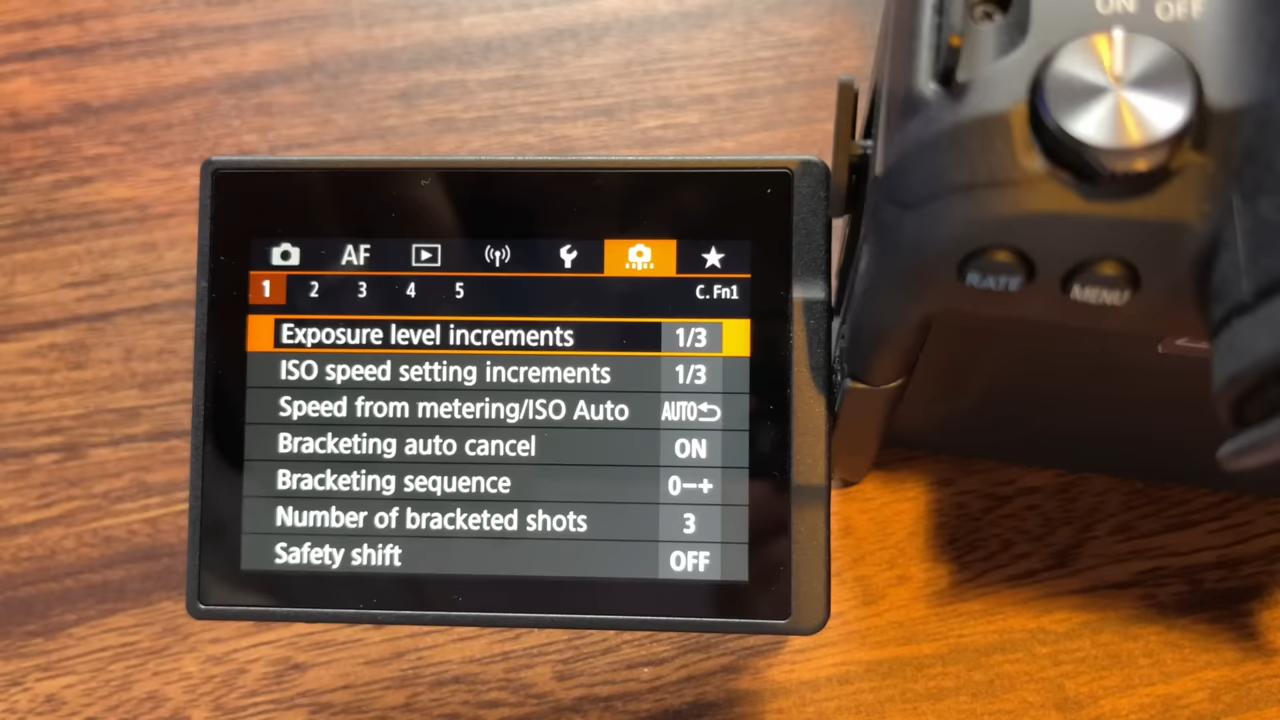 ON OFF
AF
1 2 3 4 5 C.Fn1
Exposure level increments 1/3
ISO speed setting increments 1/3
Speed from metering/ISO Auto AUTO
Bracketing auto cancel ON
Bracketing sequence 0−+
Number of bracketed shots 3
Safety shift OFF
RATE MENU